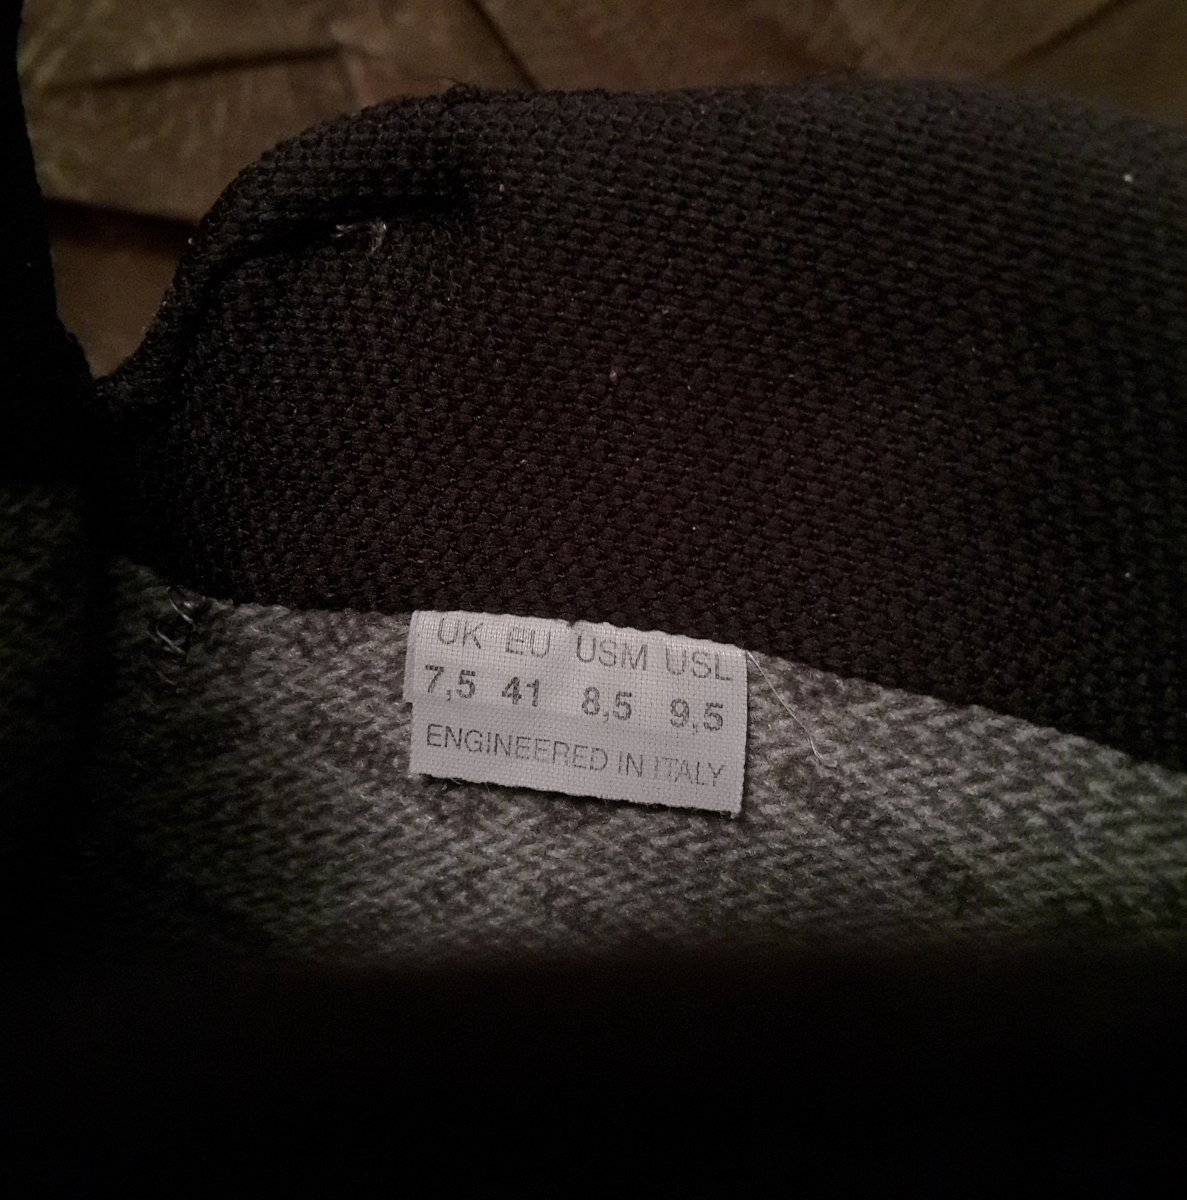 UK EU USM USL
7,5 41 8,5 9,5
ENGINEERED IN ITALY